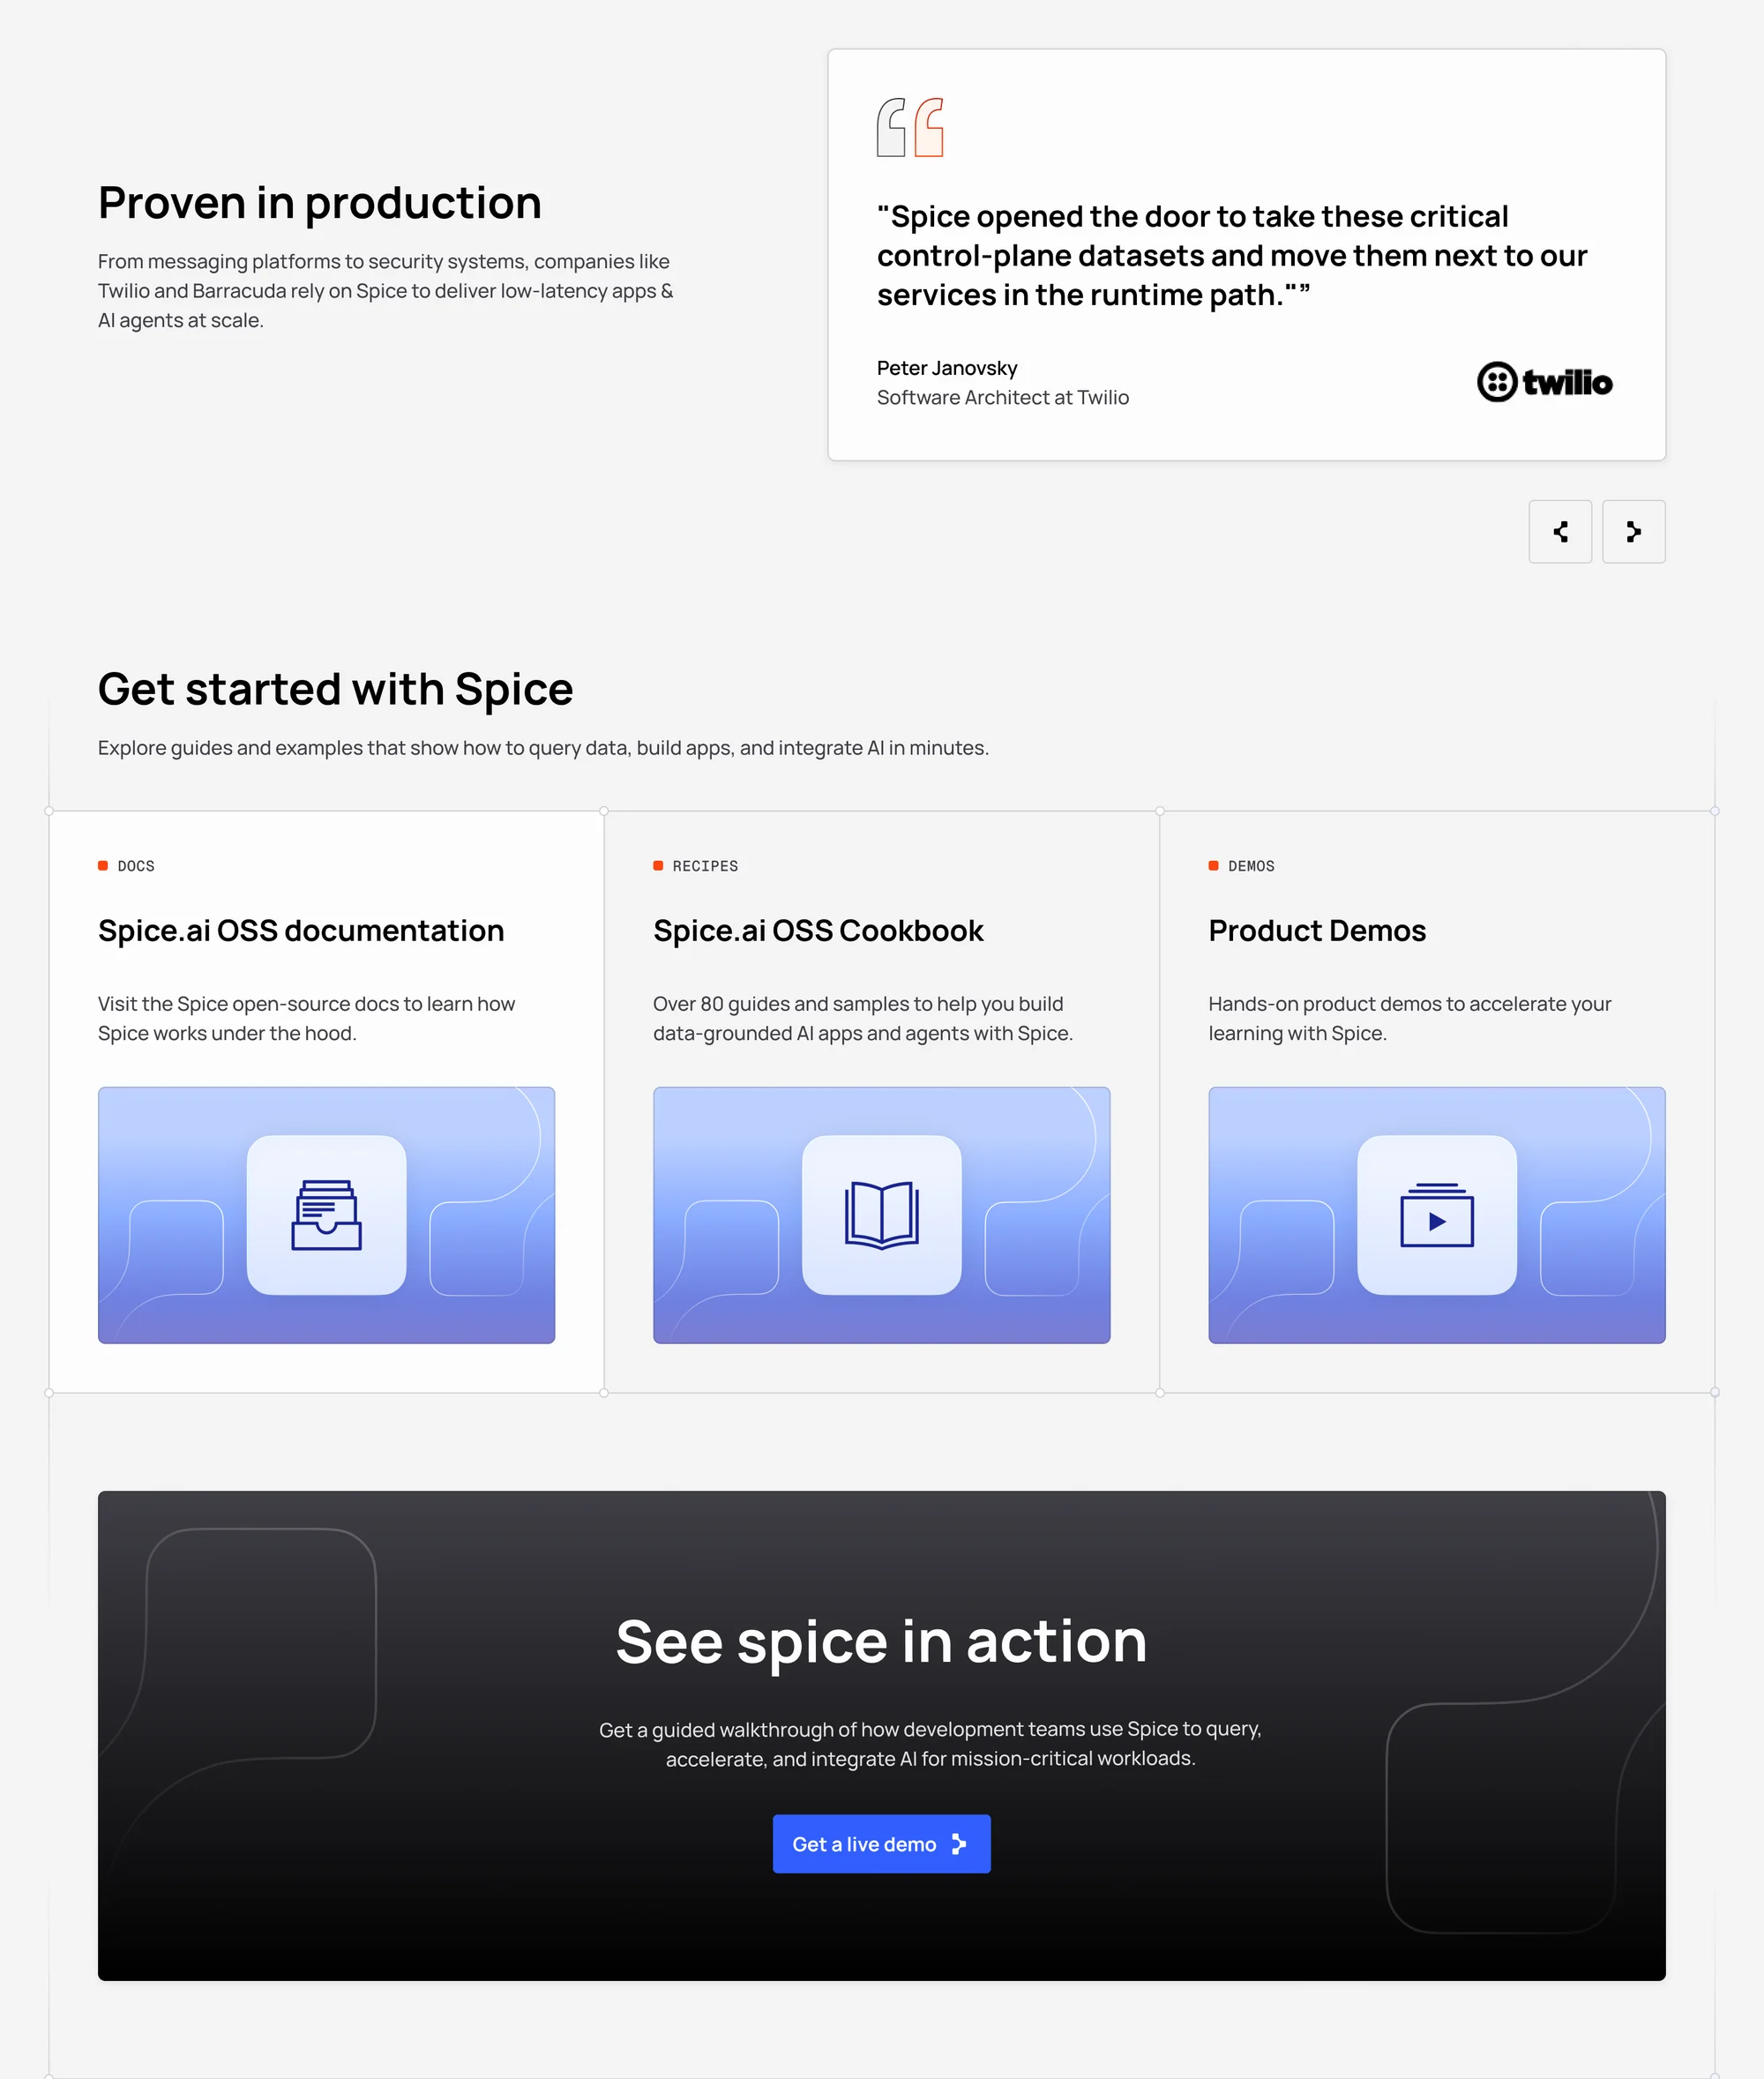 Proven in production
From messaging platforms to security systems, companies like
Twilio and Barracuda rely on Spice to deliver low-latency apps &
AI agents at scale.
"Spice opened the door to take these critical
control-plane datasets and move them next to our
services in the runtime path."”
Peter Janovsky
Software Architect at Twilio
twilio
Get started with Spice
Explore guides and examples that show how to query data, build apps, and integrate AI in minutes.
DOCS
Spice.ai OSS documentation
Visit the Spice open-source docs to learn how
Spice works under the hood.
RECIPES
Spice.ai OSS Cookbook
Over 80 guides and samples to help you build
data-grounded AI apps and agents with Spice.
DEMOS
Product Demos
Hands-on product demos to accelerate your
learning with Spice.
See spice in action
Get a guided walkthrough of how development teams use Spice to query,
accelerate, and integrate AI for mission-critical workloads.
Get a live demo